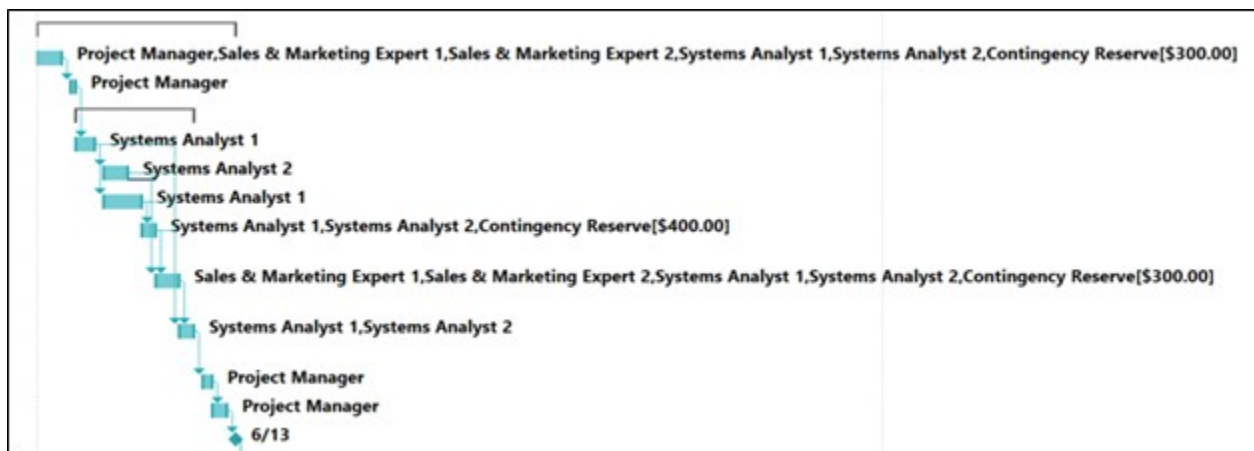 Project Manager,Sales & Marketing Expert 1,Sales & Marketing Expert 2,Systems Analyst 1,Systems Analyst 2,Contingency Reserve[$300.00]
Project Manager
Systems Analyst 1
Systems Analyst 2
Systems Analyst 1
Systems Analyst 1,Systems Analyst 2,Contingency Reserve[$400.00]
Sales & Marketing Expert 1,Sales & Marketing Expert 2,Systems Analyst 1,Systems Analyst 2,Contingency Reserve[$300.00]
Systems Analyst 1,Systems Analyst 2
Project Manager
Project Manager
6/13